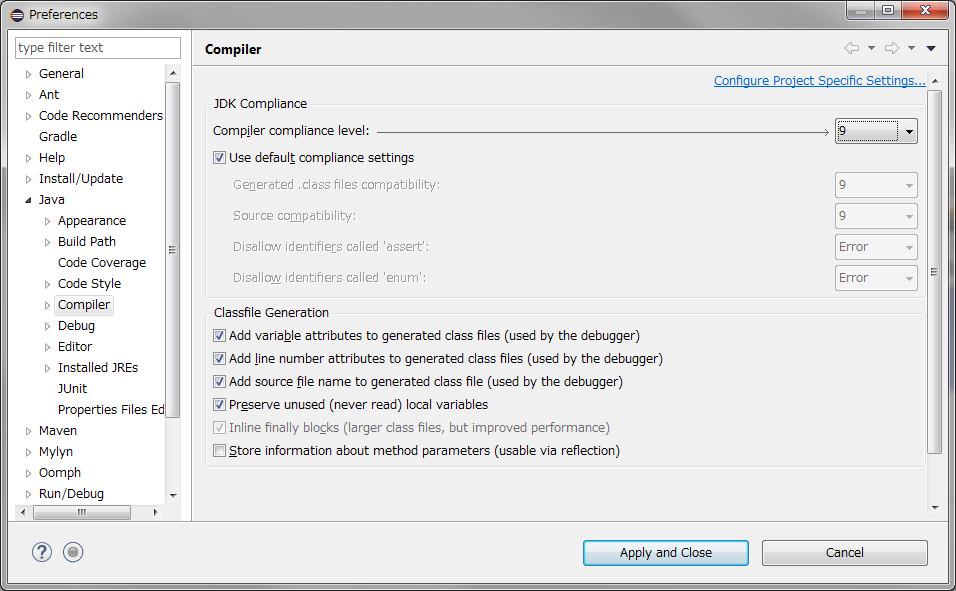 Preferences
type filter text
General
Ant
Code Recommenders
Gradle
Help
Install/Update
Java
Appearance
Build Path
Code Coverage
Code Style
Compiler
Debug
Editor
Installed JREs
JUnit
Properties Files Ed
Maven
Mylyn
Oomph
Run/Debug
Compiler
Configure Project Specific Settings...
JDK Compliance
Compiler compliance level: 9
Use default compliance settings
Generated .class files compatibility: 9
Source compatibility: 9
Disallow identifiers called 'assert': Error
Disallow identifiers called 'enum': Error
Classfile Generation
Add variable attributes to generated class files (used by the debugger)
Add line number attributes to generated class files (used by the debugger)
Add source file name to generated class file (used by the debugger)
Preserve unused (never read) local variables
Inline finally blocks (larger class files, but improved performance)
Store information about method parameters (usable via reflection)
?
Apply and Close
Cancel